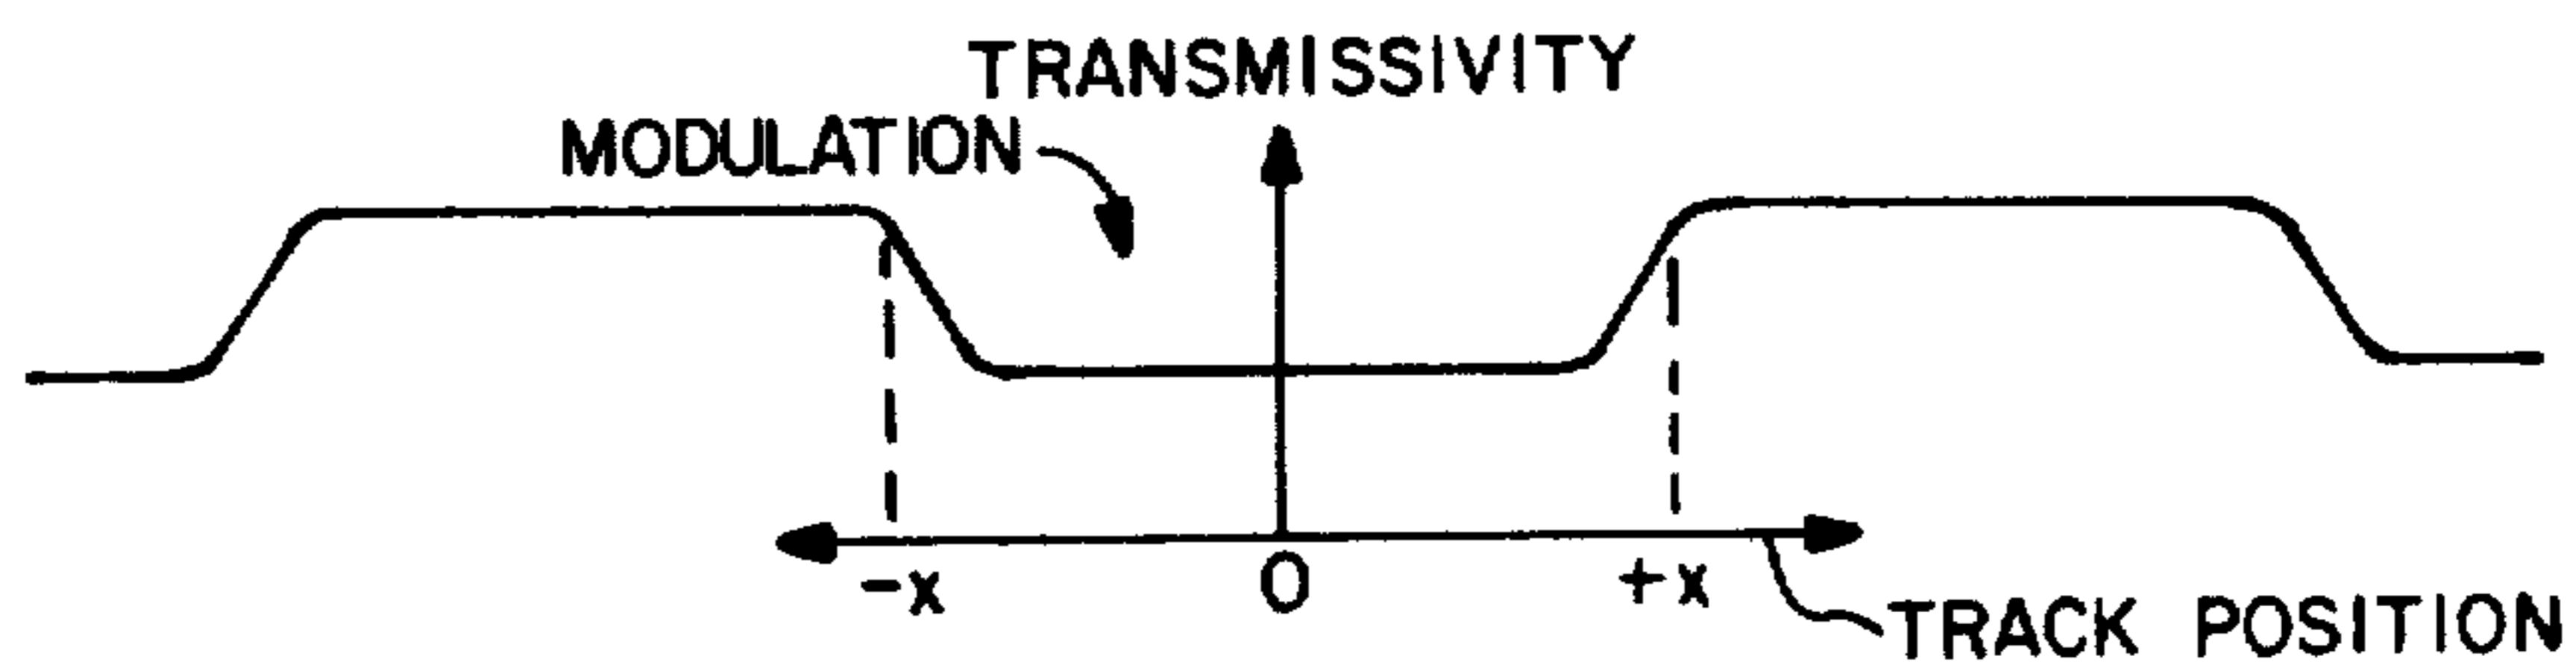 TRANSMISSIVITY
MODULATION
-x
0
+x
TRACK POSITION